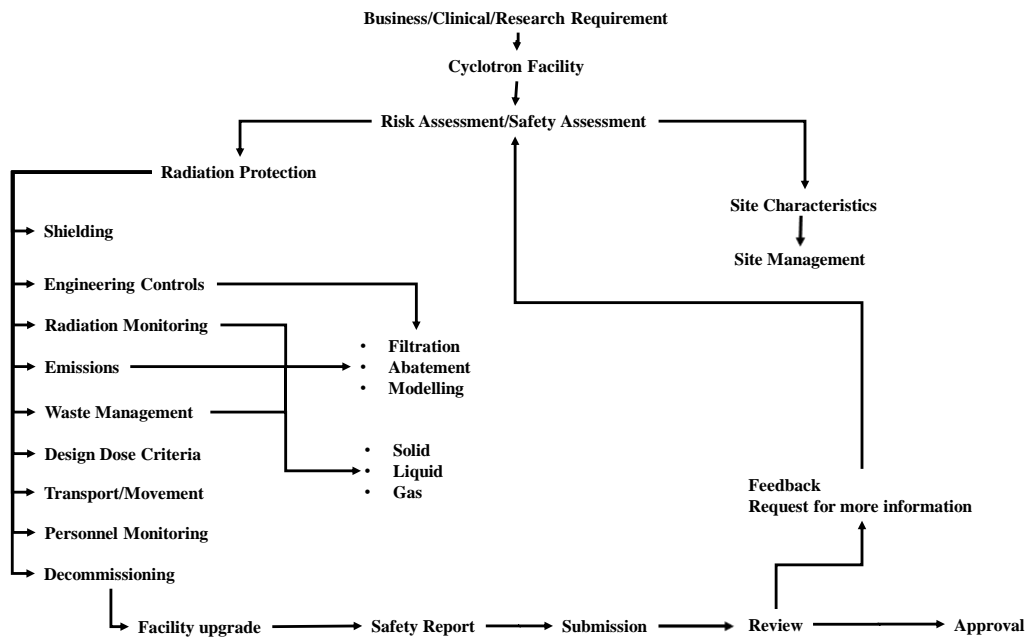 Business/Clinical/Research Requirement
Cyclotron Facility
Risk Assessment/Safety Assessment
Radiation Protection
Site Characteristics
Site Management
Shielding
Engineering Controls
Radiation Monitoring
Emissions
Waste Management
Design Dose Criteria
Transport/Movement
Personnel Monitoring
Decommissioning
• Filtration
• Abatement
• Modelling
• Solid
• Liquid
• Gas
Feedback
Request for more information
Facility upgrade
Safety Report
Submission
Review
Approval